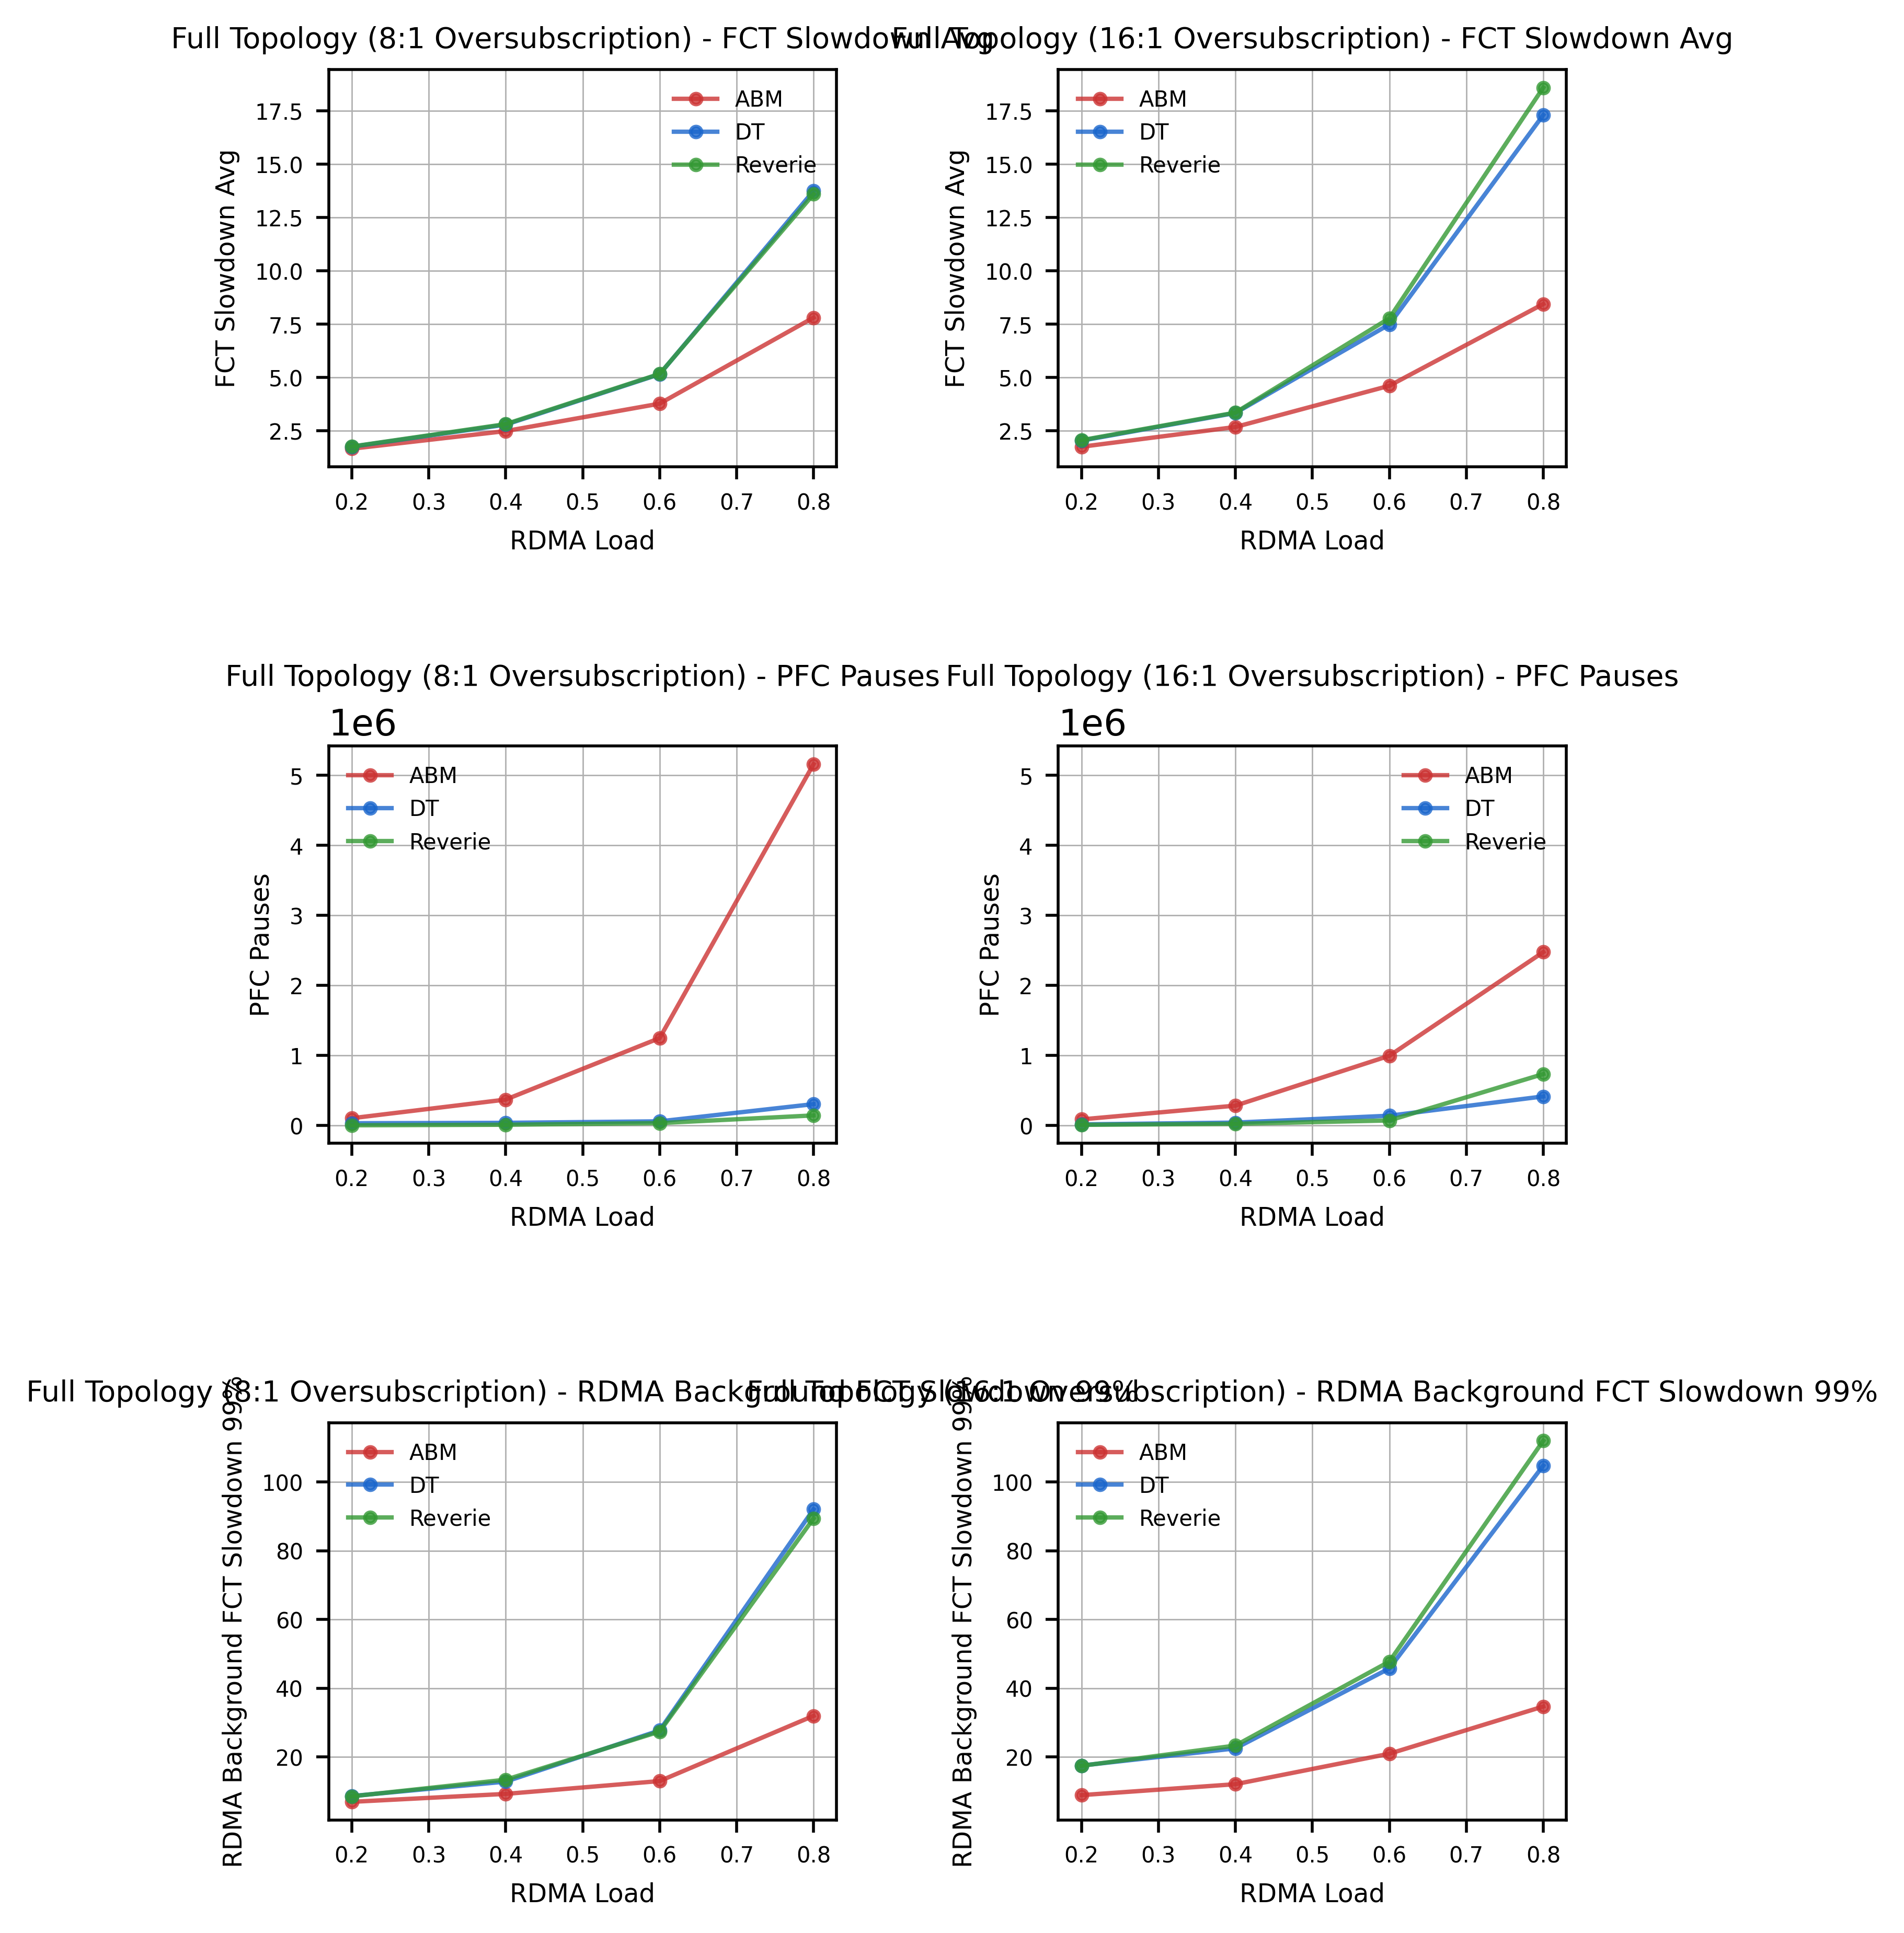 Full Topology (8:1 Oversubscription) - FCT Slowdown Avg
17.5
15.0
12.5
10.0
7.5
5.0
2.5
FCT Slowdown Avg
ABM
DT
Reverie
0.2 0.3 0.4 0.5 0.6 0.7 0.8
RDMA Load
Full Topology (16:1 Oversubscription) - FCT Slowdown Avg
17.5
15.0
12.5
10.0
7.5
5.0
2.5
FCT Slowdown Avg
ABM
DT
Reverie
0.2 0.3 0.4 0.5 0.6 0.7 0.8
RDMA Load
Full Topology (8:1 Oversubscription) - PFC Pauses
1e6
5
4
3
2
1
0
PFC Pauses
ABM
DT
Reverie
0.2 0.3 0.4 0.5 0.6 0.7 0.8
RDMA Load
Full Topology (16:1 Oversubscription) - PFC Pauses
1e6
5
4
3
2
1
0
PFC Pauses
ABM
DT
Reverie
0.2 0.3 0.4 0.5 0.6 0.7 0.8
RDMA Load
Full Topology (8:1 Oversubscription) - RDMA Background FCT Slowdown 99%
100
80
60
40
20
RDMA Background FCT Slowdown 99%
ABM
DT
Reverie
0.2 0.3 0.4 0.5 0.6 0.7 0.8
RDMA Load
Full Topology (16:1 Oversubscription) - RDMA Background FCT Slowdown 99%
100
80
60
40
20
RDMA Background FCT Slowdown 99%
ABM
DT
Reverie
0.2 0.3 0.4 0.5 0.6 0.7 0.8
RDMA Load